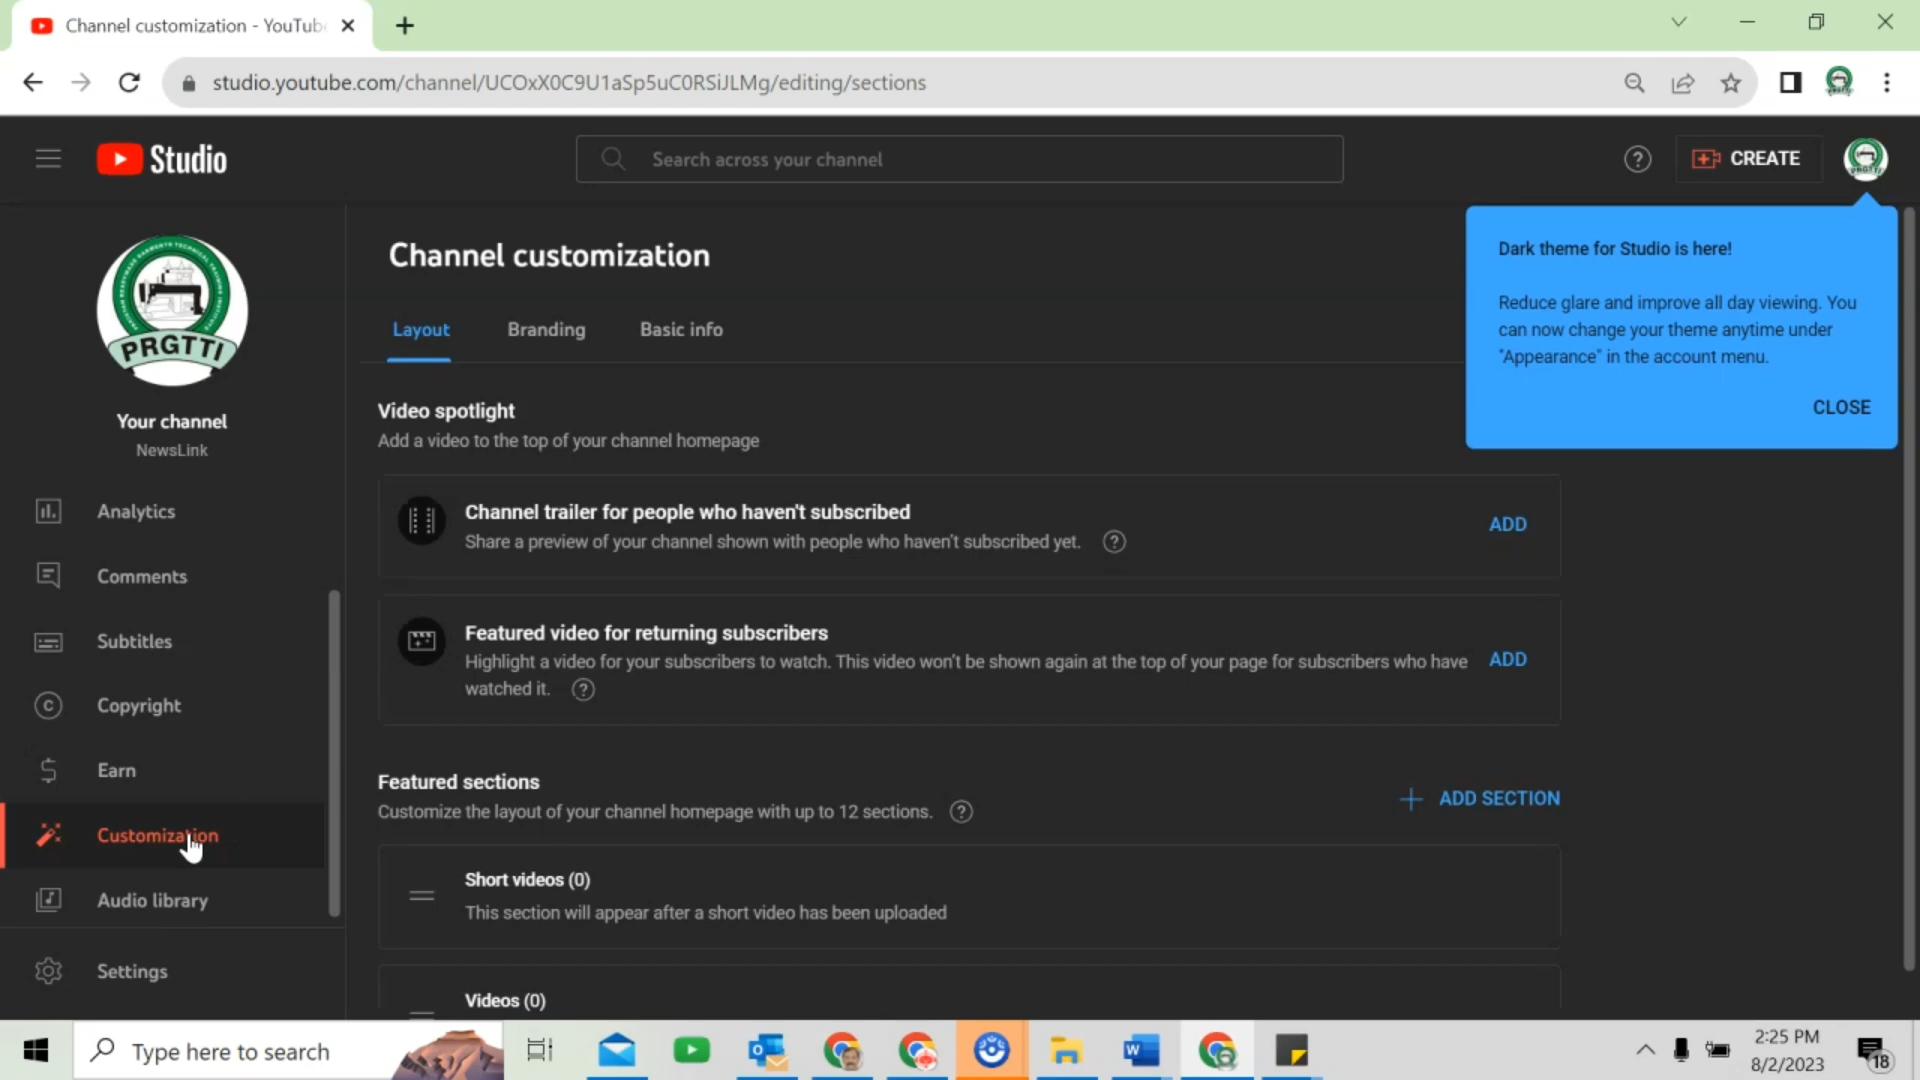 Channel customization - YouTub
studio.youtube.com/channel/UCOxX0C9U1aSp5uC0RSiJLMg/editing/sections
Studio
Search across your channel
CREATE
Dark theme for Studio is here!
Reduce glare and improve all day viewing. You
can now change your theme anytime under
"Appearance" in the account menu.
CLOSE
PRGTTI
Your channel
NewsLink
Analytics
Comments
Subtitles
Copyright
Earn
Customization
Audio library
Settings
Channel customization
Layout Branding Basic info
Video spotlight
Add a video to the top of your channel homepage
Channel trailer for people who haven't subscribed
Share a preview of your channel shown with people who haven't subscribed yet.
ADD
Featured video for returning subscribers
Highlight a video for your subscribers to watch. This video won't be shown again at the top of your page for subscribers who have
watched it.
ADD
Featured sections
Customize the layout of your channel homepage with up to 12 sections.
ADD SECTION
Short videos (0)
This section will appear after a short video has been uploaded
Videos (0)
Type here to search
2:25 PM
8/2/2023
18